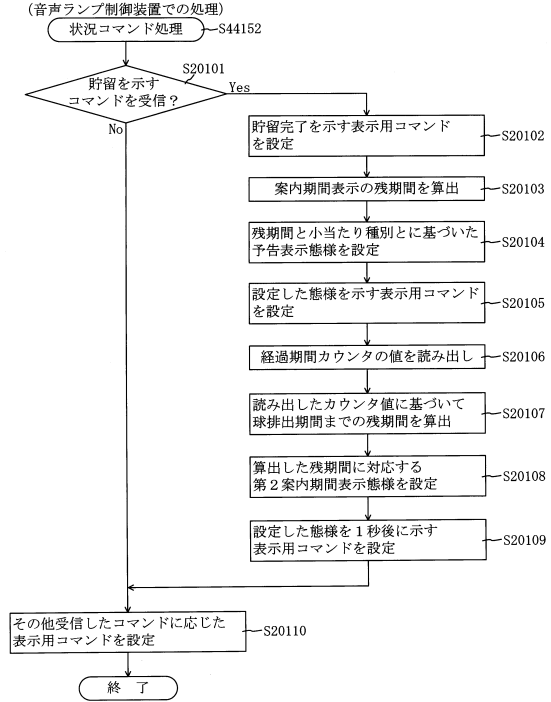 (音声ランプ制御装置での処理)
状況コマンド処理
S44152
S20101
貯留を示す
コマンドを受信？
Yes
No
貯留完了を示す表示用コマンド
を設定
S20102
案内期間表示の残期間を算出
S20103
残期間と小当たり種別とに基づいた
予告表示態様を設定
S20104
設定した態様を示す表示用コマンド
を設定
S20105
経過期間カウンタの値を読み出し
S20106
読み出したカウンタ値に基づいて
球排出期間までの残期間を算出
S20107
算出した残期間に対応する
第２案内期間表示態様を設定
S20108
設定した態様を１秒後に示す
表示用コマンドを設定
S20109
その他受信したコマンドに応じた
表示用コマンドを設定
S20110
終 了